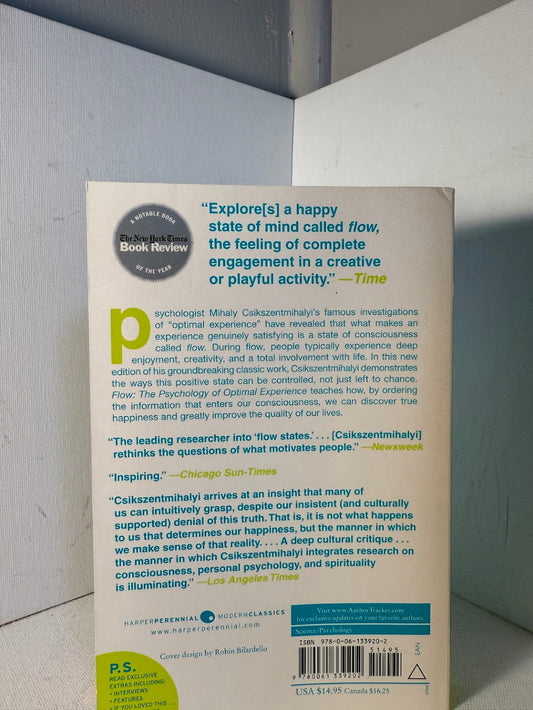 A NOTABLE BOOK
The New York Times
Book Review
OF THE YEAR
“Explore[s] a happy
state of mind called flow,
the feeling of complete
engagement in a creative
or playful activity.” —Time
Psychologist Mihaly Csikszentmihalyi’s famous investigations
of “optimal experience” have revealed that what makes an
experience genuinely satisfying is a state of consciousness
called flow. During flow, people typically experience deep
enjoyment, creativity, and a total involvement with life. In this new
edition of his groundbreaking classic work, Csikszentmihalyi demonstrates
the ways this positive state can be controlled, not just left to chance.
Flow: The Psychology of Optimal Experience teaches how, by ordering
the information that enters our consciousness, we can discover true
happiness and greatly improve the quality of our lives.
“The leading researcher into ‘flow states.’ . . . [Csikszentmihalyi]
rethinks the questions of what motivates people.” —Newsweek
“Inspiring.” —Chicago Sun-Times
“Csikszentmihalyi arrives at an insight that many of
us can intuitively grasp, despite our insistent (and culturally
supported) denial of this truth. That is, it is not what happens
to us that determines our happiness, but the manner in which
we make sense of that reality. . . . A deep cultural critique . . .
the manner in which Csikszentmihalyi integrates research on
consciousness, personal psychology, and spirituality
is illuminating.” —Los Angeles Times
HARPERPERENNIAL MODERNCLASSICS
www.harperperennial.com
Cover design by Robin Bilardello
Visit www.AuthorTracker.com
for exclusive updates on your favorite authors.
Science/Psychology
ISBN 978-0-06-133920-2
51495
EAN
9 780061 339202
USA $14.95 Canada $16.25
P.S.
READ EXCLUSIVE
EXTRAS INCLUDING:
• INTERVIEWS
• FEATURES
• IF YOU LOVED THIS